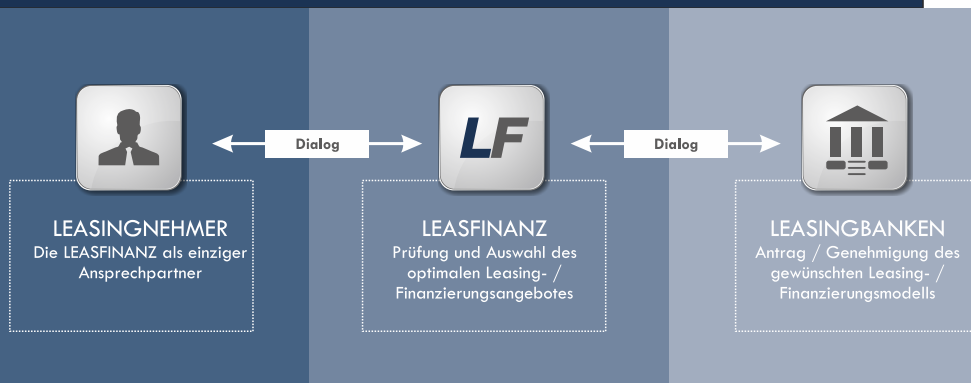 Dialog
LF
Dialog
LEASINGNEHMER
Die LEASFINANZ als einziger
Ansprechpartner
LEASFINANZ
Prüfung und Auswahl des
optimalen Leasing- /
Finanzierungsangebotes
LEASINGBANKEN
Antrag / Genehmigung des
gewünschten Leasing- /
Finanzierungsmodells